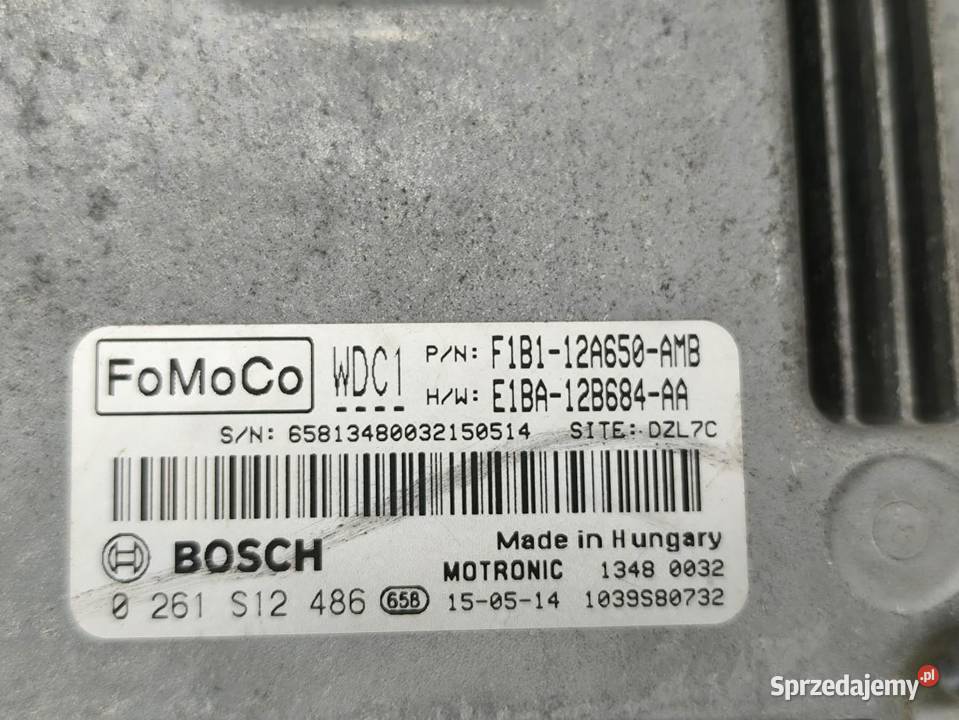 FoMoCo WDC1 P/N: F1B1-12A650-AMB
H/W: E1BA-12B684-AA
S/N: 65813480032150514 SITE: DZL7C
BOSCH Made in Hungary
MOTRONIC 1348 0032
0 261 S12 486 658 15-05-14 1039S80732
Sprzedajemy.pl